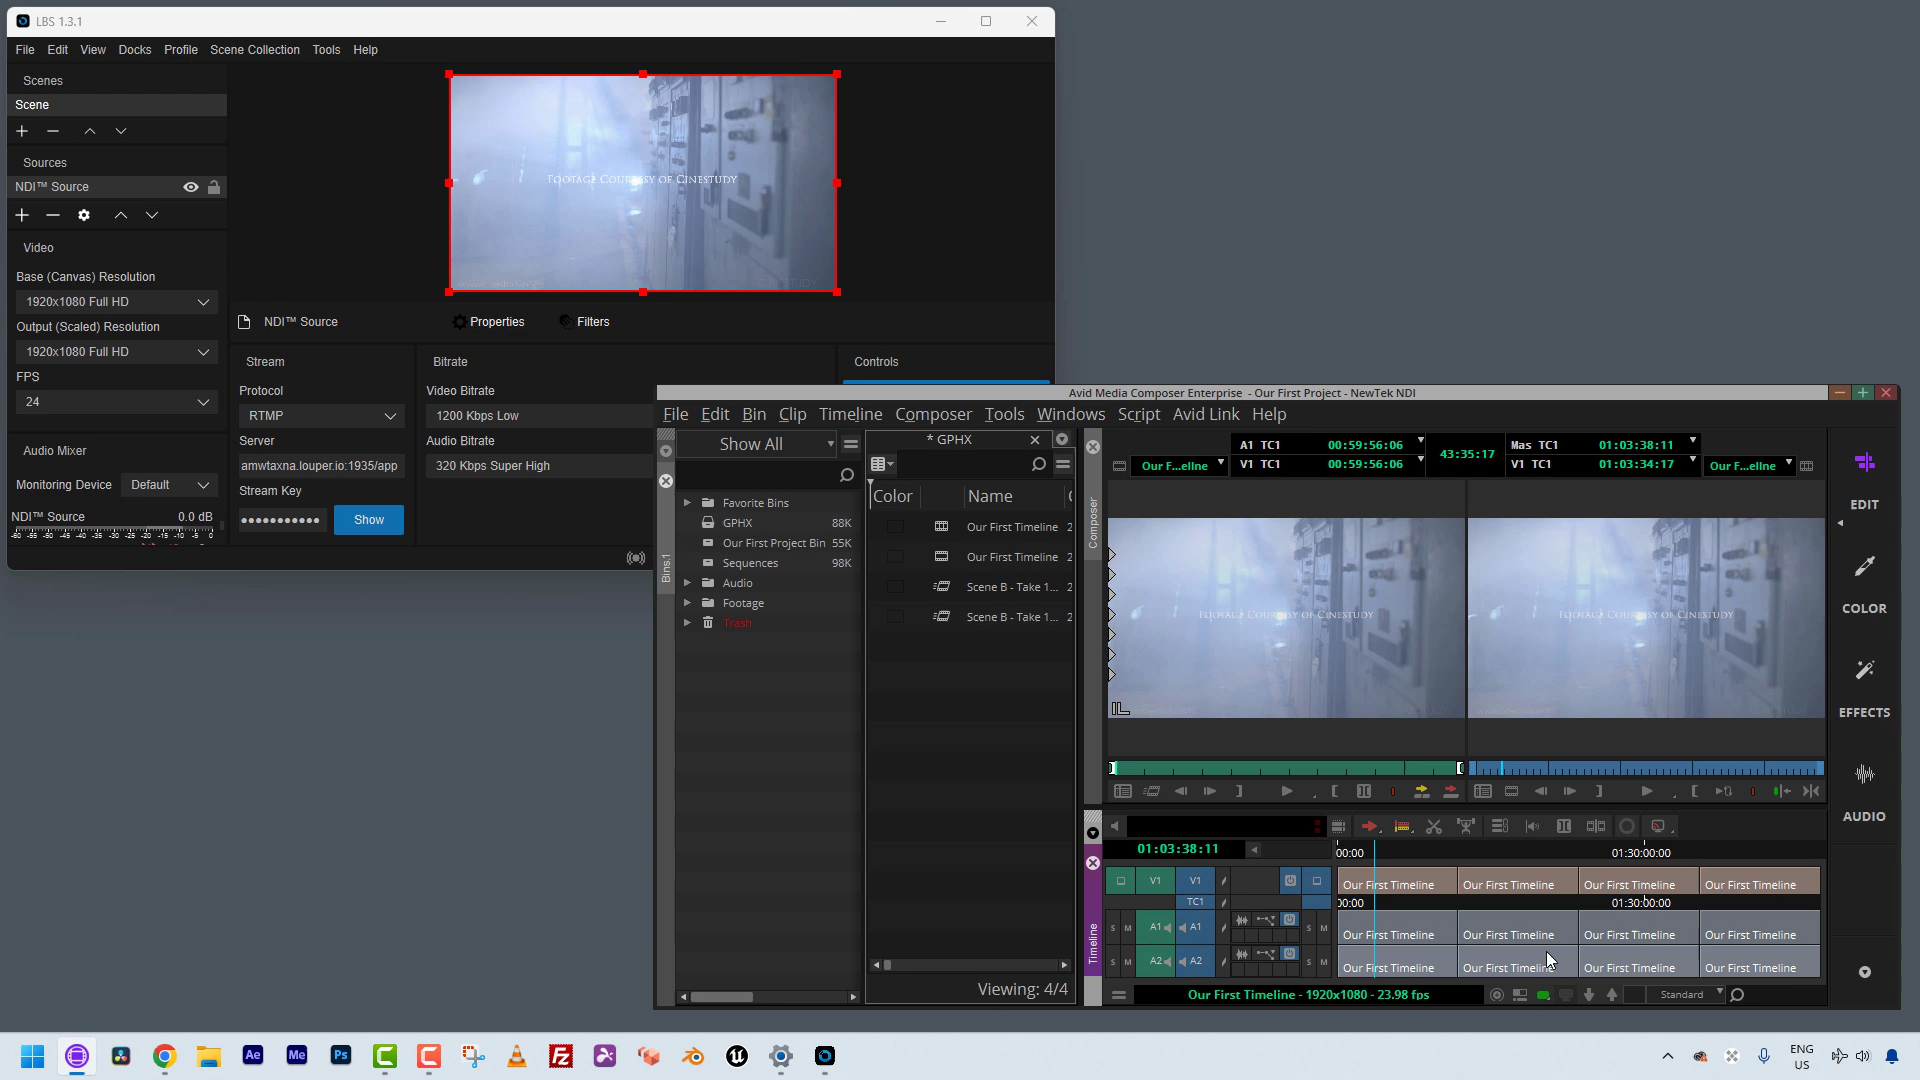 LBS 1.3.1
File Edit View Docks Profile Scene Collection Tools Help
Scenes
Scene
Sources
NDI™ Source
Video
Base (Canvas) Resolution
1920x1080 Full HD
Output (Scaled) Resolution
1920x1080 Full HD
FPS
24
Audio Mixer
Monitoring Device Default
NDI™ Source 0.0 dB
-60 -55 -50 -45 -40 -35 -30 -25 -20 -15 -10 -5 0
Footage Courtesy of Cinestudy
NDI™ Source Properties Filters
Stream
Protocol
RTMP
Server
amwtaxna.louper.io:1935/app
Stream Key
Show
Bitrate
Video Bitrate
1200 Kbps Low
Audio Bitrate
320 Kbps Super High
Controls
Avid Media Composer Enterprise - Our First Project - NewTek NDI
File Edit Bin Clip Timeline Composer Tools Windows Script Avid Link Help
Show All
Bins1
Favorite Bins
GPHX 88K
Our First Project Bin 55K
Sequences 98K
Audio
Footage
Trash
* GPHX
Color Name
Our First Timeline 2
Our First Timeline 2
Scene B - Take 1... 2
Scene B - Take 1... 2
Viewing: 4/4
Composer
Our F...eline
A1 TC1 00:59:56:06
V1 TC1 00:59:56:06
43:35:17
Mas TC1 01:03:38:11
V1 TC1 01:03:34:17
Our F...eline
Footage Courtesy of Cinestudy
Footage Courtesy of Cinestudy
EDIT
COLOR
EFFECTS
AUDIO
Timeline
01:03:38:11
00:00 01:30:00:00
V1 V1
Our First Timeline Our First Timeline Our First Timeline Our First Timeline
TC1
00:00 01:30:00:00
S M A1 A1 S M
Our First Timeline Our First Timeline Our First Timeline Our First Timeline
S M A2 A2 S M
Our First Timeline Our First Timeline Our First Timeline Our First Timeline
Our First Timeline - 1920x1080 - 23.98 fps
Standard
Ae Me Ps
Fz
ENG
US